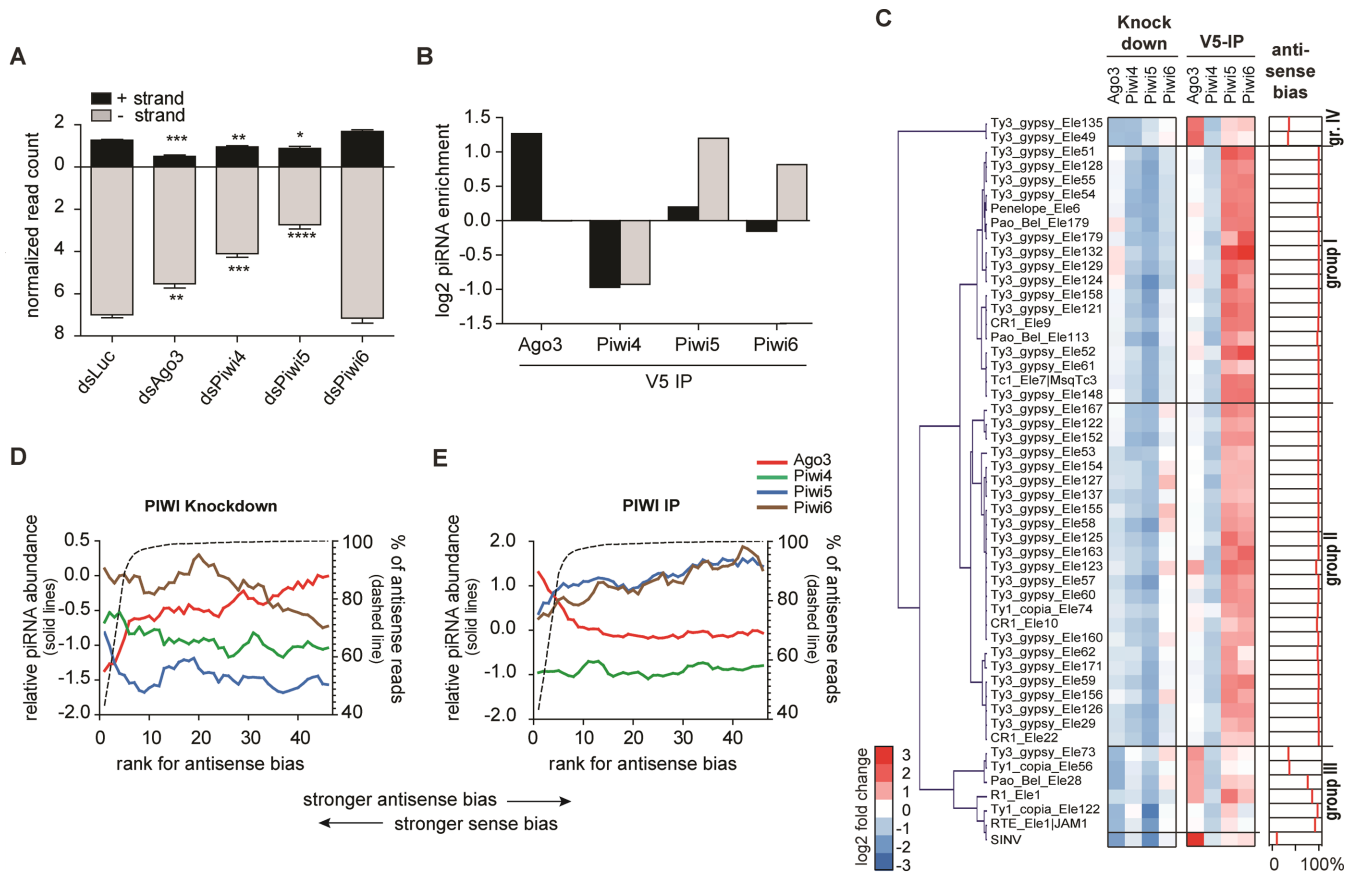 A
+ strand
- strand
normalized read count
2
0
2
4
6
8
***
**
*
**
***
****
dsLuc
dsAgo3
dsPiwi4
dsPiwi5
dsPiwi6
B
log2 piRNA enrichment
1.5
1.0
0.5
0.0
-0.5
-1.0
-1.5
Ago3
Piwi4
Piwi5
Piwi6
V5 IP
C
Knock
down
V5-IP
anti-
sense
bias
Ago3
Piwi4
Piwi5
Piwi6
Ago3
Piwi4
Piwi5
Piwi6
Ty3_gypsy_Ele135
Ty3_gypsy_Ele49
Ty3_gypsy_Ele51
Ty3_gypsy_Ele128
Ty3_gypsy_Ele55
Ty3_gypsy_Ele54
Penelope_Ele6
Pao_Bel_Ele179
Ty3_gypsy_Ele179
Ty3_gypsy_Ele132
Ty3_gypsy_Ele129
Ty3_gypsy_Ele124
Ty3_gypsy_Ele158
Ty3_gypsy_Ele121
CR1_Ele9
Pao_Bel_Ele113
Ty3_gypsy_Ele52
Ty3_gypsy_Ele61
Tc1_Ele7|MsqTc3
Ty3_gypsy_Ele148
Ty3_gypsy_Ele167
Ty3_gypsy_Ele122
Ty3_gypsy_Ele152
Ty3_gypsy_Ele53
Ty3_gypsy_Ele154
Ty3_gypsy_Ele127
Ty3_gypsy_Ele137
Ty3_gypsy_Ele155
Ty3_gypsy_Ele58
Ty3_gypsy_Ele125
Ty3_gypsy_Ele163
Ty3_gypsy_Ele123
Ty3_gypsy_Ele57
Ty3_gypsy_Ele60
Ty1_copia_Ele74
CR1_Ele10
Ty3_gypsy_Ele160
Ty3_gypsy_Ele62
Ty3_gypsy_Ele171
Ty3_gypsy_Ele59
Ty3_gypsy_Ele156
Ty3_gypsy_Ele126
Ty3_gypsy_Ele29
CR1_Ele22
Ty3_gypsy_Ele73
Ty1_copia_Ele56
Pao_Bel_Ele28
R1_Ele1
Ty1_copia_Ele122
RTE_Ele1|JAM1
SINV
gr. IV
group I
group II
group III
0 100%
log2 fold change
3
2
1
0
-1
-2
-3
D
PIWI Knockdown
relative piRNA abundance
(solid lines)
0.5
0.0
-0.5
-1.0
-1.5
-2.0
100
80
60
40
% of antisense reads
(dashed line)
0 10 20 30 40
rank for antisense bias
E
PIWI IP
Ago3
Piwi4
Piwi5
Piwi6
relative piRNA abundance
(solid lines)
2.0
1.0
0.0
-1.0
-2.0
100
80
60
40
% of antisense reads
(dashed line)
0 10 20 30 40
rank for antisense bias
stronger antisense bias
stronger sense bias